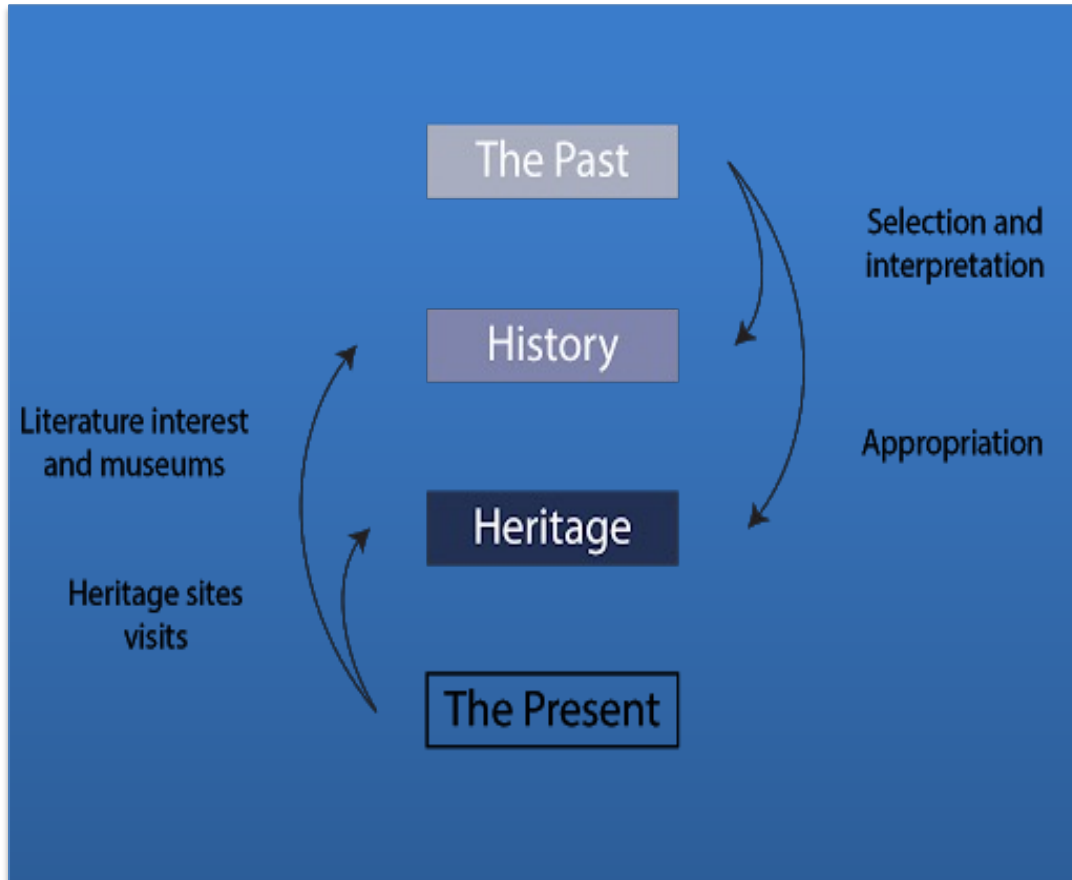 The Past
Selection and
interpretation
History
Literature interest
and museums
Appropriation
Heritage
Heritage sites
visits
The Present